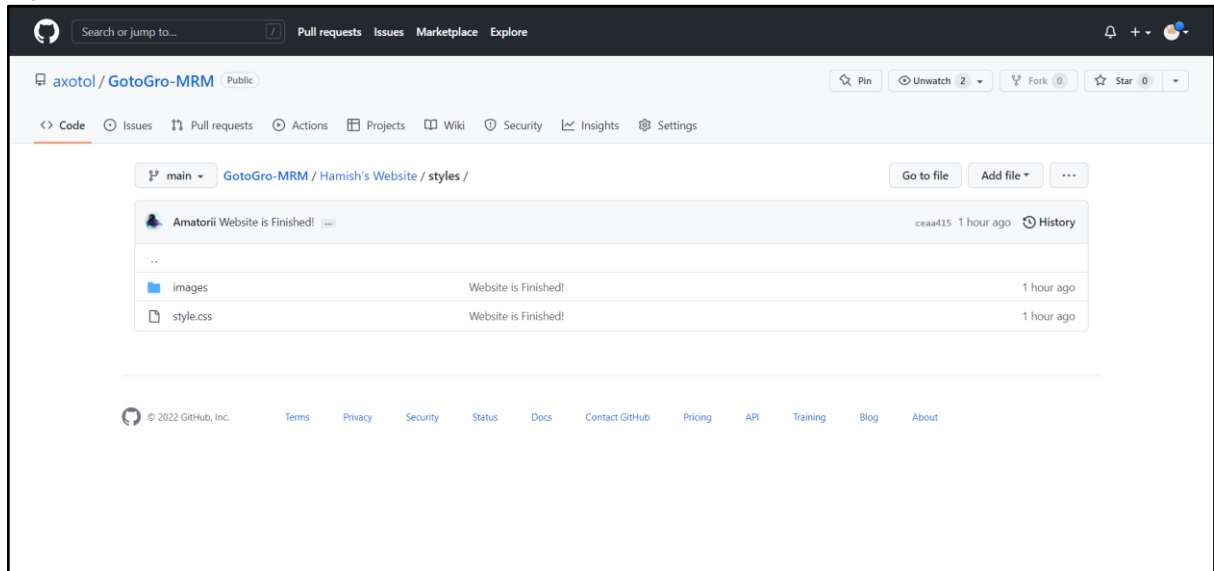 Search or jump to... / Pull requests Issues Marketplace Explore
axotol / GotoGro-MRM Public Pin Unwatch 2 Fork 0 Star 0
<> Code Issues Pull requests Actions Projects Wiki Security Insights Settings
main GotoGro-MRM / Hamish's Website / styles / Go to file Add file ...
Amatorii Website is Finished! ... ceaa415 1 hour ago History
..
images Website is Finished! 1 hour ago
style.css Website is Finished! 1 hour ago
© 2022 GitHub, Inc. Terms Privacy Security Status Docs Contact GitHub Pricing API Training Blog About